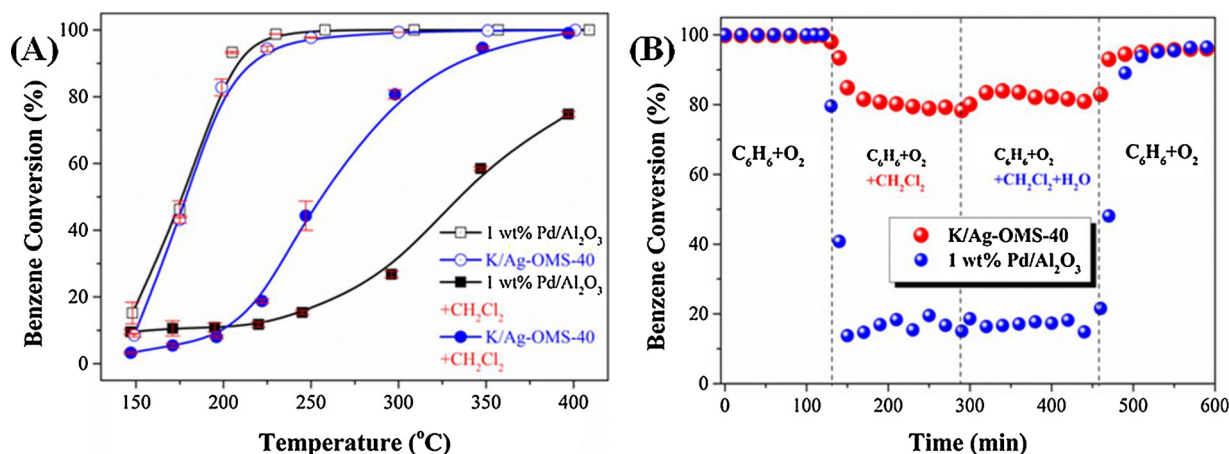 (A)
Benzene Conversion (%)
100
80
60
40
20
0
150
200
250
300
350
400
Temperature (°C)
1 wt% Pd/Al₂O₃
K/Ag-OMS-40
1 wt% Pd/Al₂O₃
+CH₂Cl₂
K/Ag-OMS-40
+CH₂Cl₂
(B)
Benzene Conversion (%)
100
80
60
40
20
0
C₆H₆+O₂
C₆H₆+O₂
+CH₂Cl₂
C₆H₆+O₂
+CH₂Cl₂+H₂O
C₆H₆+O₂
K/Ag-OMS-40
1 wt% Pd/Al₂O₃
0
100
200
300
400
500
600
Time (min)